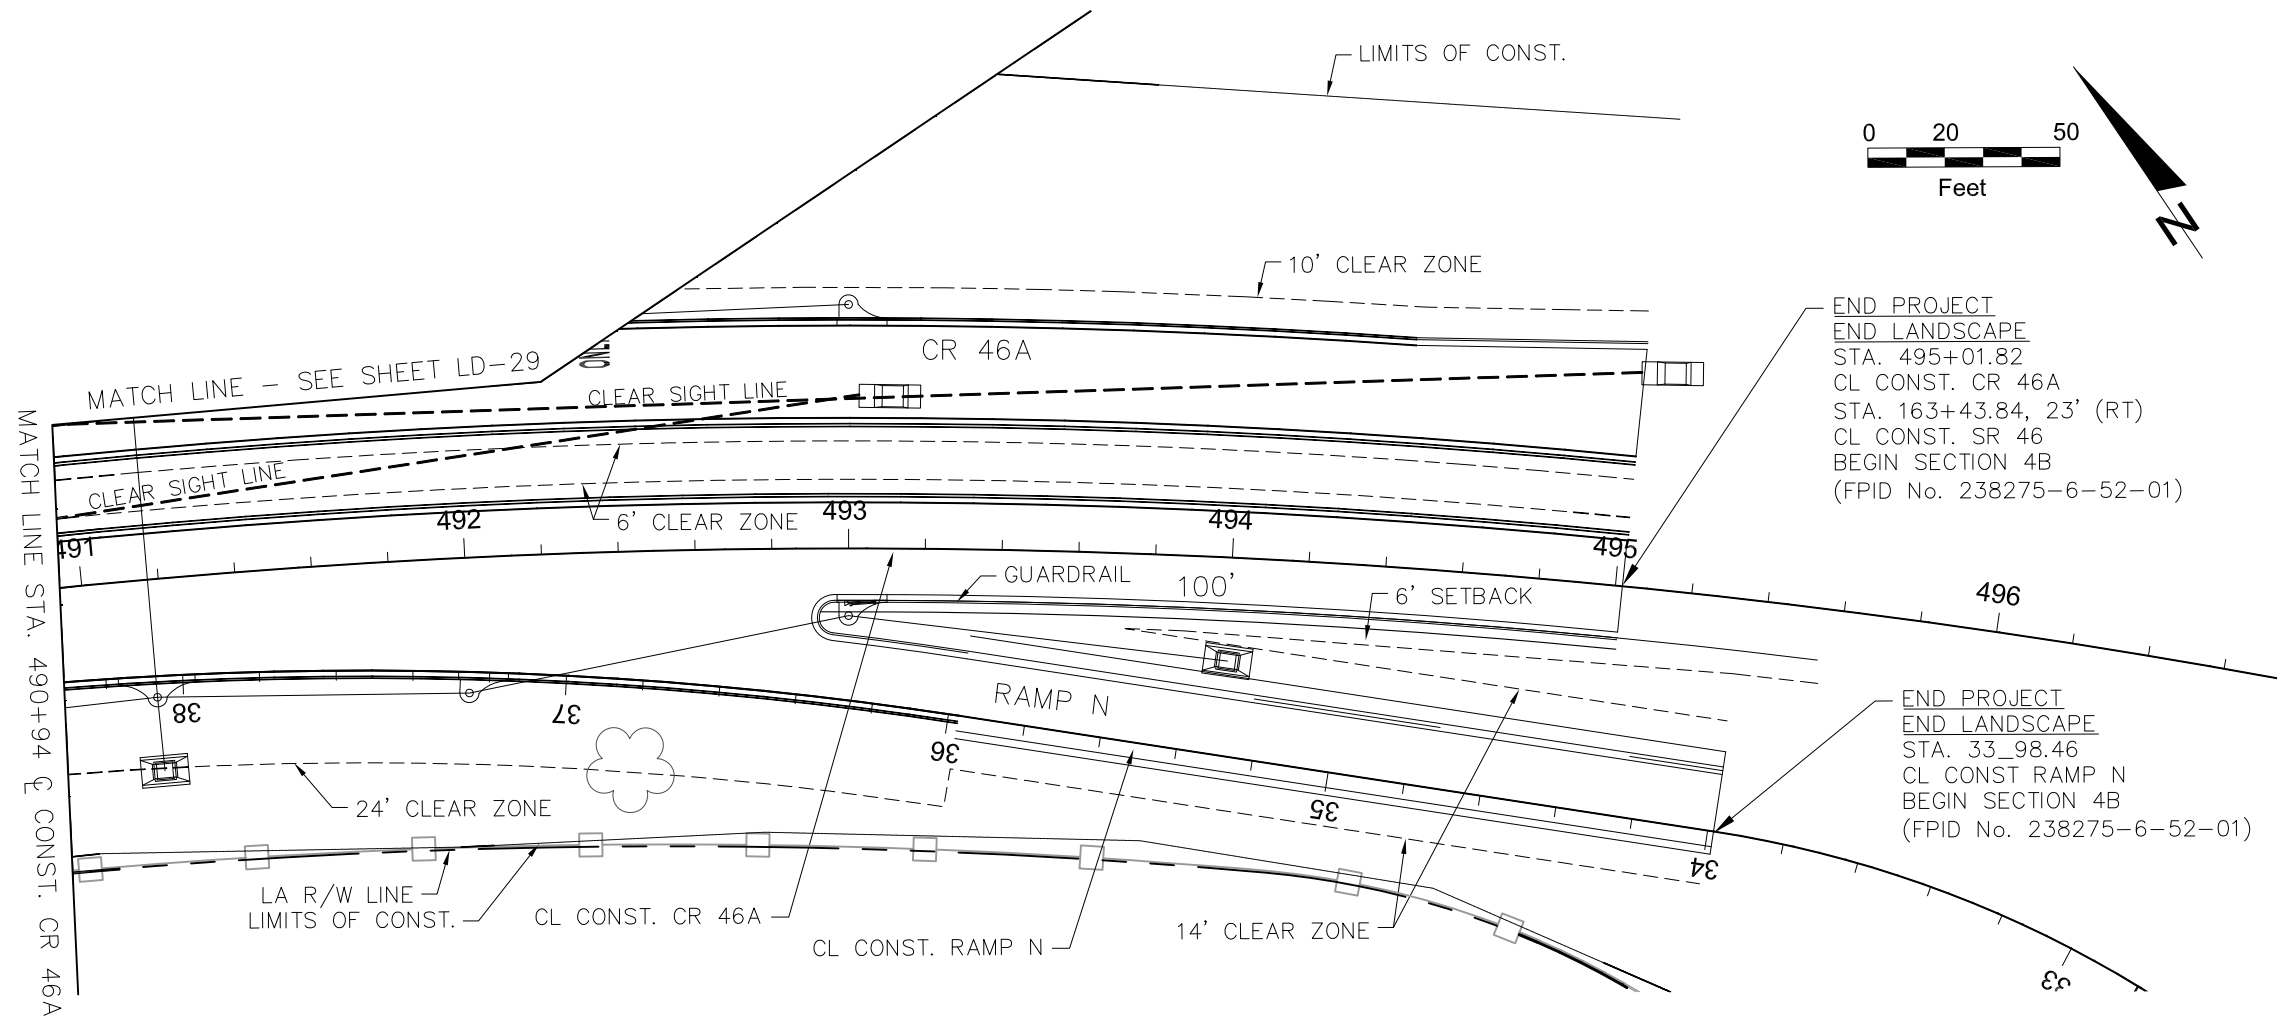 LIMITS OF CONST.
0 20 50
Feet
N
10' CLEAR ZONE
END PROJECT
END LANDSCAPE
STA. 495+01.82
CL CONST. CR 46A
STA. 163+43.84, 23' (RT)
CL CONST. SR 46
BEGIN SECTION 4B
(FPID No. 238275-6-52-01)
CR 46A
MATCH LINE - SEE SHEET LD-29
CLEAR SIGHT LINE
CLEAR SIGHT LINE
6' CLEAR ZONE
491
492
493
494
495
496
MATCH LINE STA. 490+94 ℄ CONST. CR 46A
GUARDRAIL
100'
6' SETBACK
RAMP N
38
37
36
35
34
33
END PROJECT
END LANDSCAPE
STA. 33_98.46
CL CONST RAMP N
BEGIN SECTION 4B
(FPID No. 238275-6-52-01)
24' CLEAR ZONE
LA R/W LINE
LIMITS OF CONST.
CL CONST. CR 46A
CL CONST. RAMP N
14' CLEAR ZONE